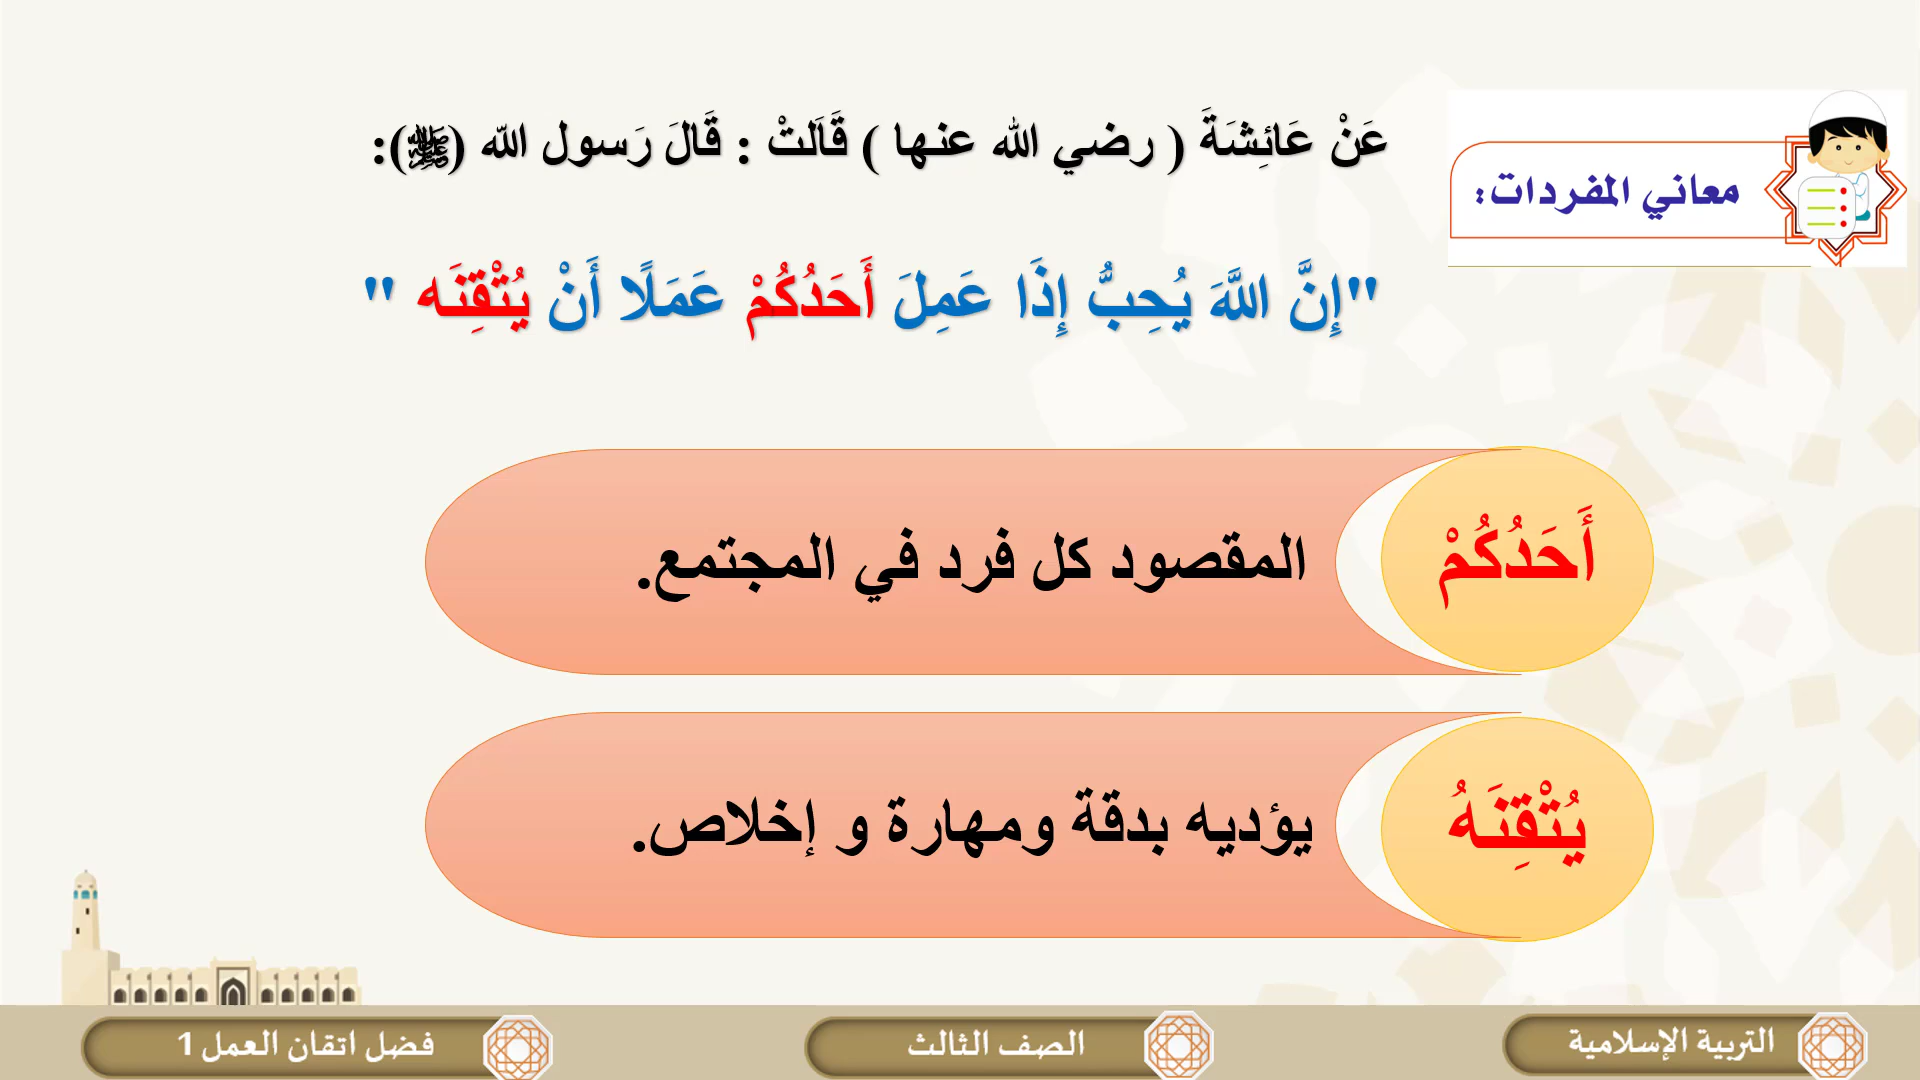 معاني المفردات:
عَنْ عَائِشَةَ ( رضي الله عنها ) قَاَلتْ : قَالَ رَسول الله (ﷺ):
"إِنَّ اللَّهَ يُحِبُّ إِذَا عَمِلَ أَحَدُكُمْ عَمَلًا أَنْ يُتْقِنَه "
أَحَدُكُمْ
المقصود كل فرد في المجتمع.
يُتْقِنَهُ
يؤديه بدقة ومهارة و إخلاص.
التربية الإسلامية
الصف الثالث
فضل اتقان العمل 1